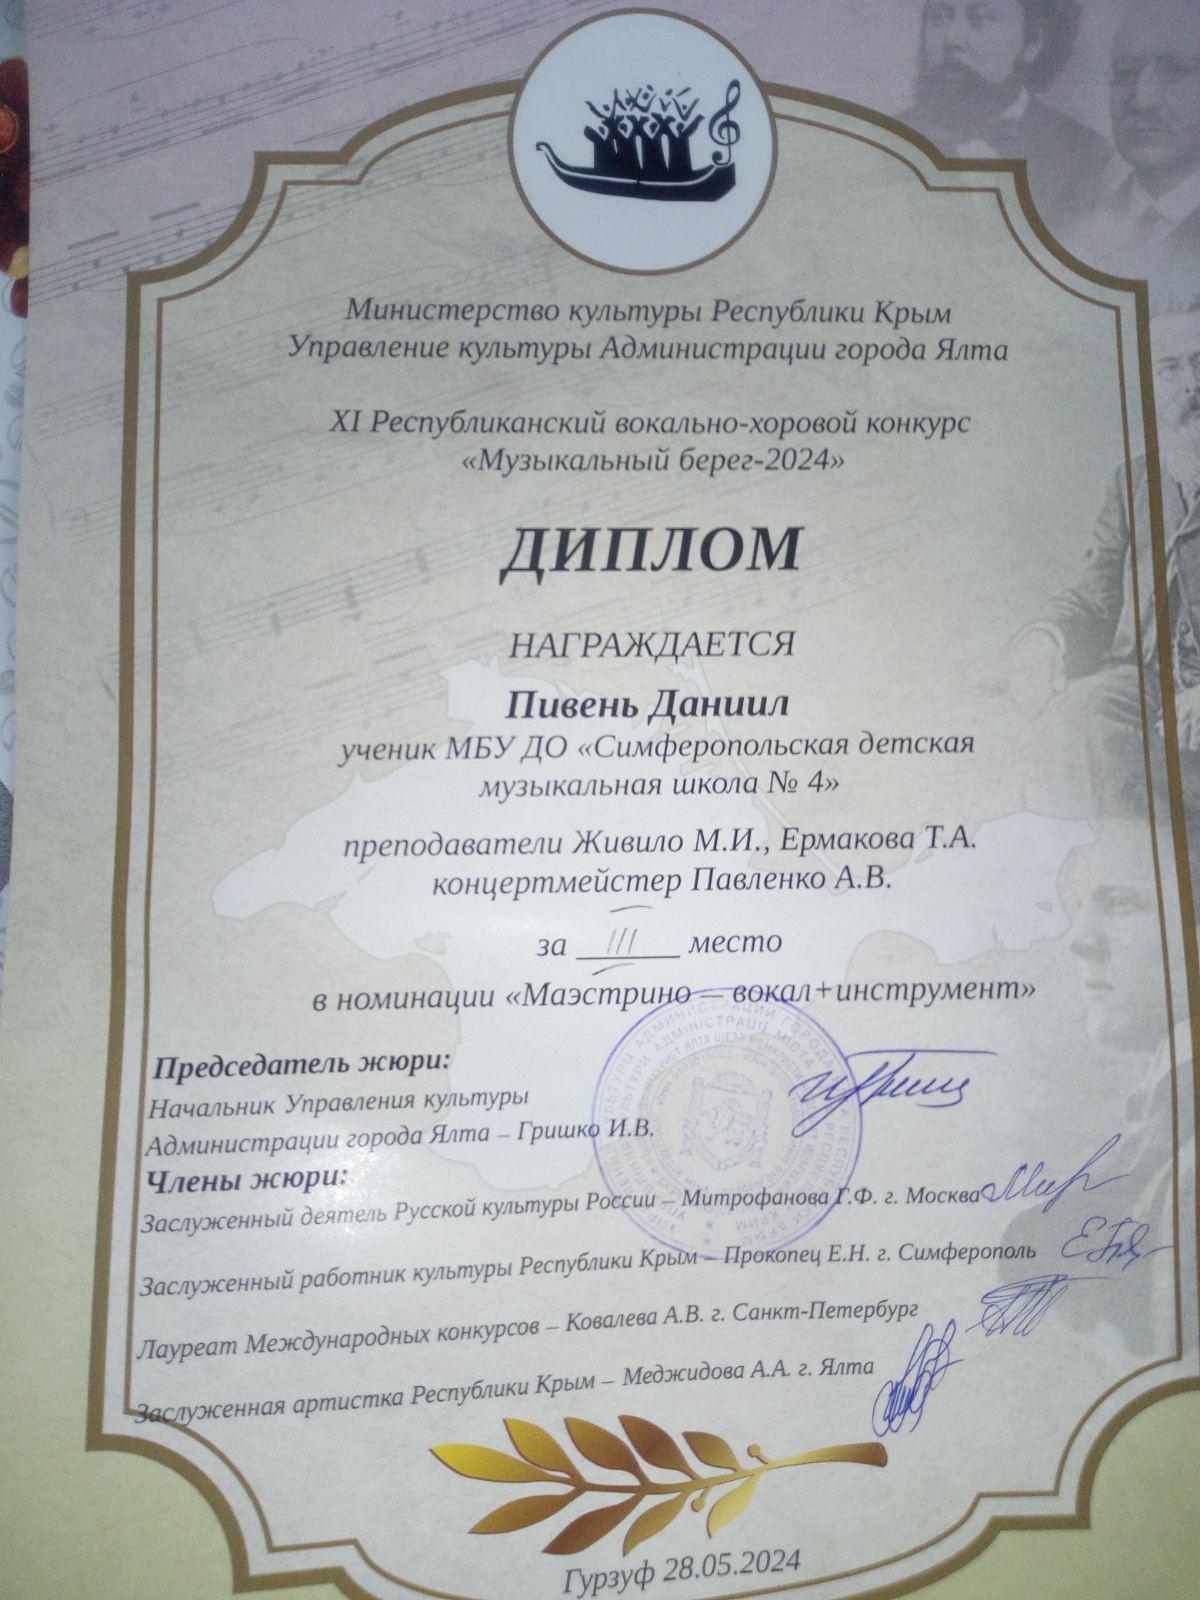 Министерство культуры Республики Крым
Управление культуры Администрации города Ялта
XI Республиканский вокально-хоровой конкурс
«Музыкальный берег-2024»
ДИПЛОМ
НАГРАЖДАЕТСЯ
Пивень Даниил
ученик МБУ ДО «Симферопольская детская
музыкальная школа № 4»
преподаватели Живило М.И., Ермакова Т.А.
концертмейстер Павленко А.В.
за III место
в номинации «Маэстрино — вокал+инструмент»
Председатель жюри:
Начальник Управления культуры
Администрации города Ялта – Гришко И.В.
Члены жюри:
Заслуженный деятель Русской культуры России – Митрофанова Г.Ф. г. Москва
Заслуженный работник культуры Республики Крым – Прокопец Е.Н. г. Симферополь
Лауреат Международных конкурсов – Ковалева А.В. г. Санкт-Петербург
Заслуженная артистка Республики Крым – Меджидова А.А. г. Ялта
Гурзуф 28.05.2024